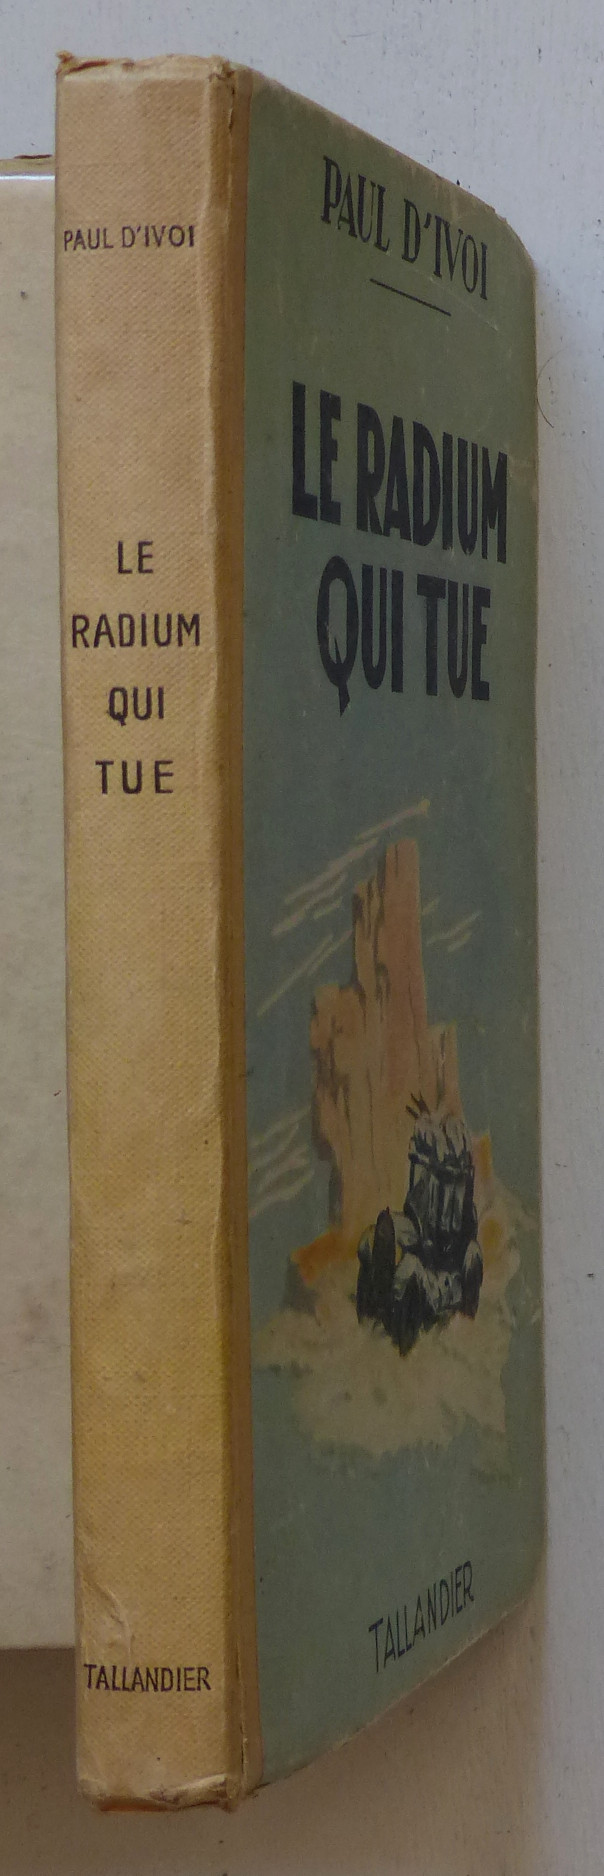 PAUL D'IVOI
LE
RADIUM
QUI
TUE
TALLANDIER
PAUL D'IVOI
LE RADIUM
QUI TUE
TALLANDIER